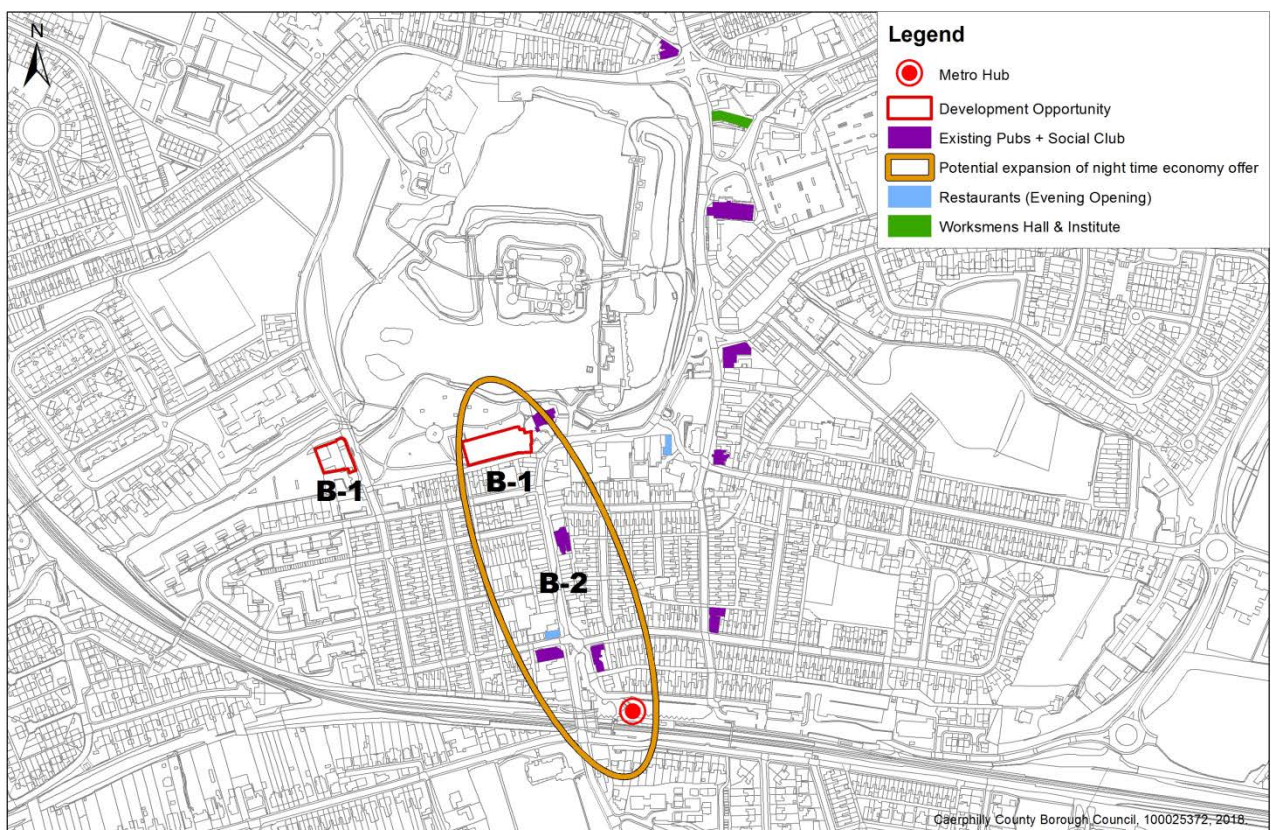 N
Legend
Metro Hub
Development Opportunity
Existing Pubs + Social Club
Potential expansion of night time economy offer
Restaurants (Evening Opening)
Worksmens Hall & Institute
B-1
B-1
B-2
Caerphilly County Borough Council, 100025372, 2018.